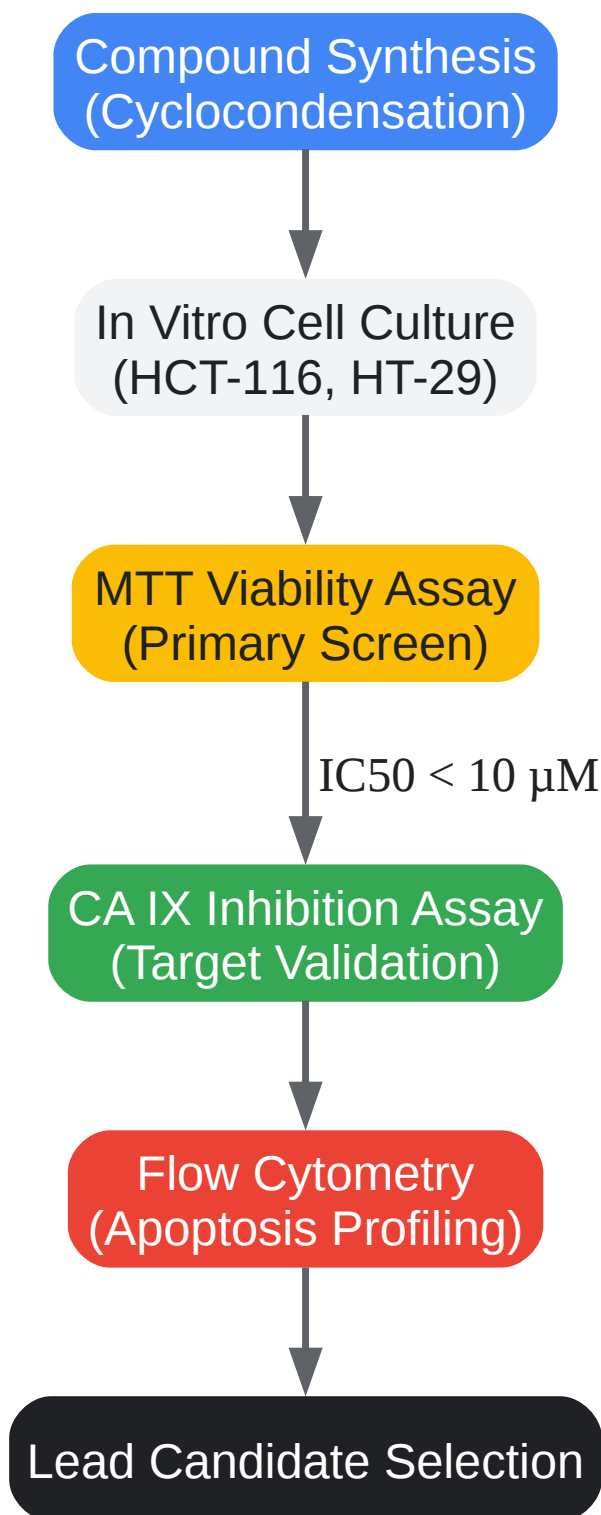 Compound Synthesis
(Cyclocondensation)
In Vitro Cell Culture
(HCT-116, HT-29)
MTT Viability Assay
(Primary Screen)
IC50 < 10 µM
CA IX Inhibition Assay
(Target Validation)
Flow Cytometry
(Apoptosis Profiling)
Lead Candidate Selection